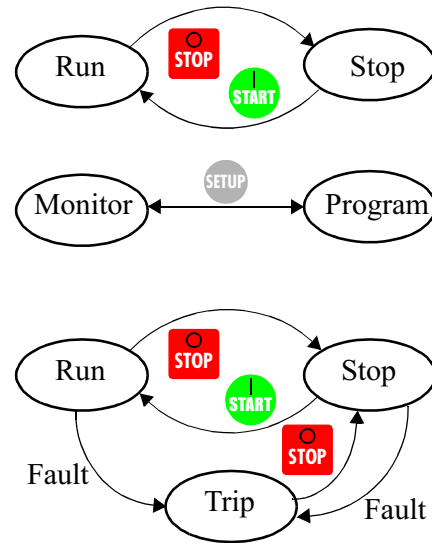 Run
STOP
Stop
START
SETUP
Monitor
Program
STOP
Run
Stop
START
STOP
Fault
Trip
Fault